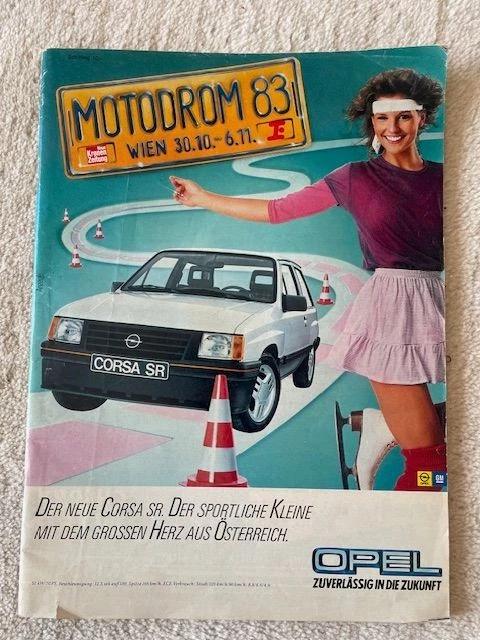 MOTODROM 83
WIEN 30.10.-6.11.
Neue
Kronen
Zeitung
CORSA SR
OPEL
GM
DER NEUE CORSA SR. DER SPORTLICHE KLEINE
MIT DEM GROSSEN HERZ AUS ÖSTERREICH.
OPEL
ZUVERLÄSSIG IN DIE ZUKUNFT